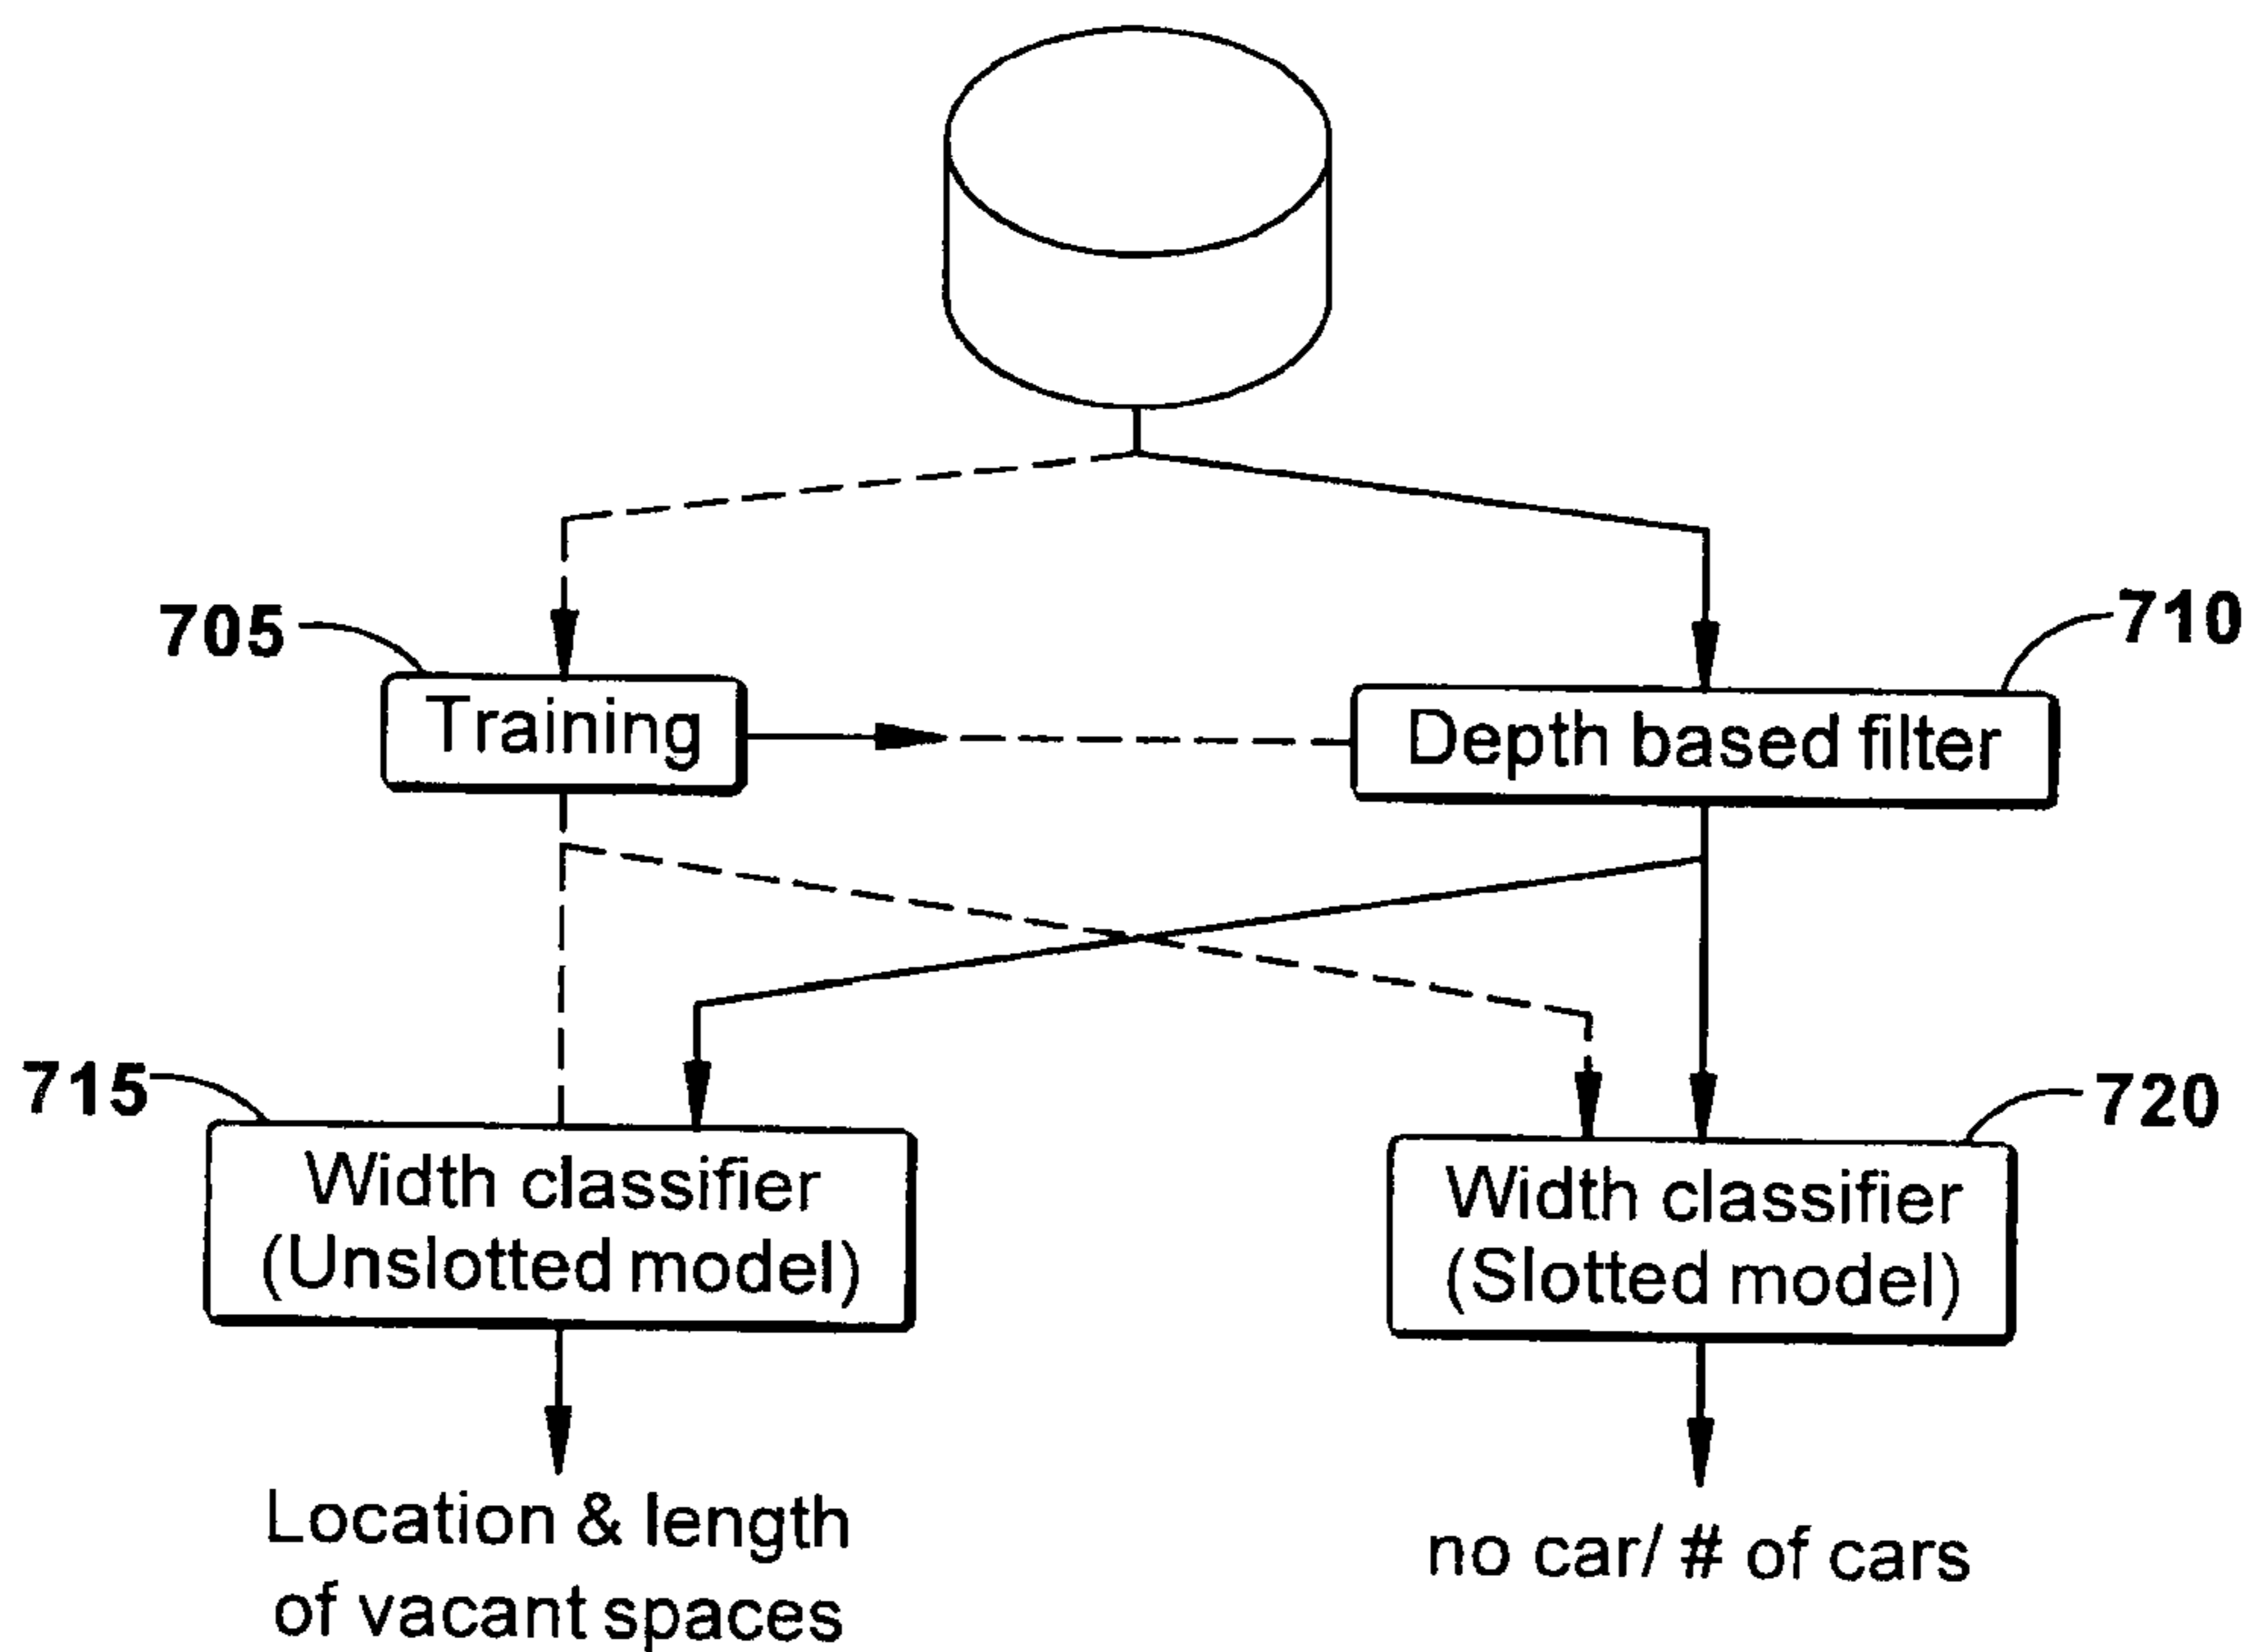 705
710
Training
Depth based filter
715
720
Width classifier
(Unslotted model)
Width classifier
(Slotted model)
Location & length
of vacant spaces
no car/ # of cars